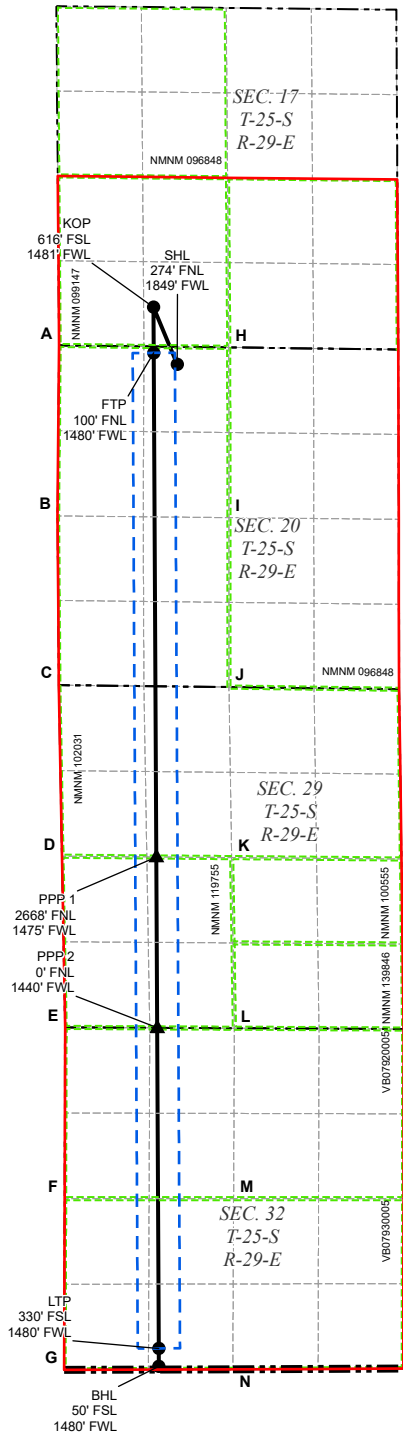 SEC. 17
T-25-S
R-29-E
NMNM 096848
KOP
616' FSL
1481' FWL
SHL
274' FNL
1849' FWL
NMNM 099147
A
H
FTP
100' FNL
1480' FWL
B
I
SEC. 20
T-25-S
R-29-E
C
J
NMNM 096848
NMNM 102031
SEC. 29
T-25-S
R-29-E
D
K
NMNM 119755
NMNM 100555
PPP 1
2668' FNL
1475' FWL
PPP 2
0' FNL
1440' FWL
NMNM 139846
E
L
VB07920005
F
M
SEC. 32
T-25-S
R-29-E
VB07930005
LTP
330' FSL
1480' FWL
G
N
BHL
50' FSL
1480' FWL